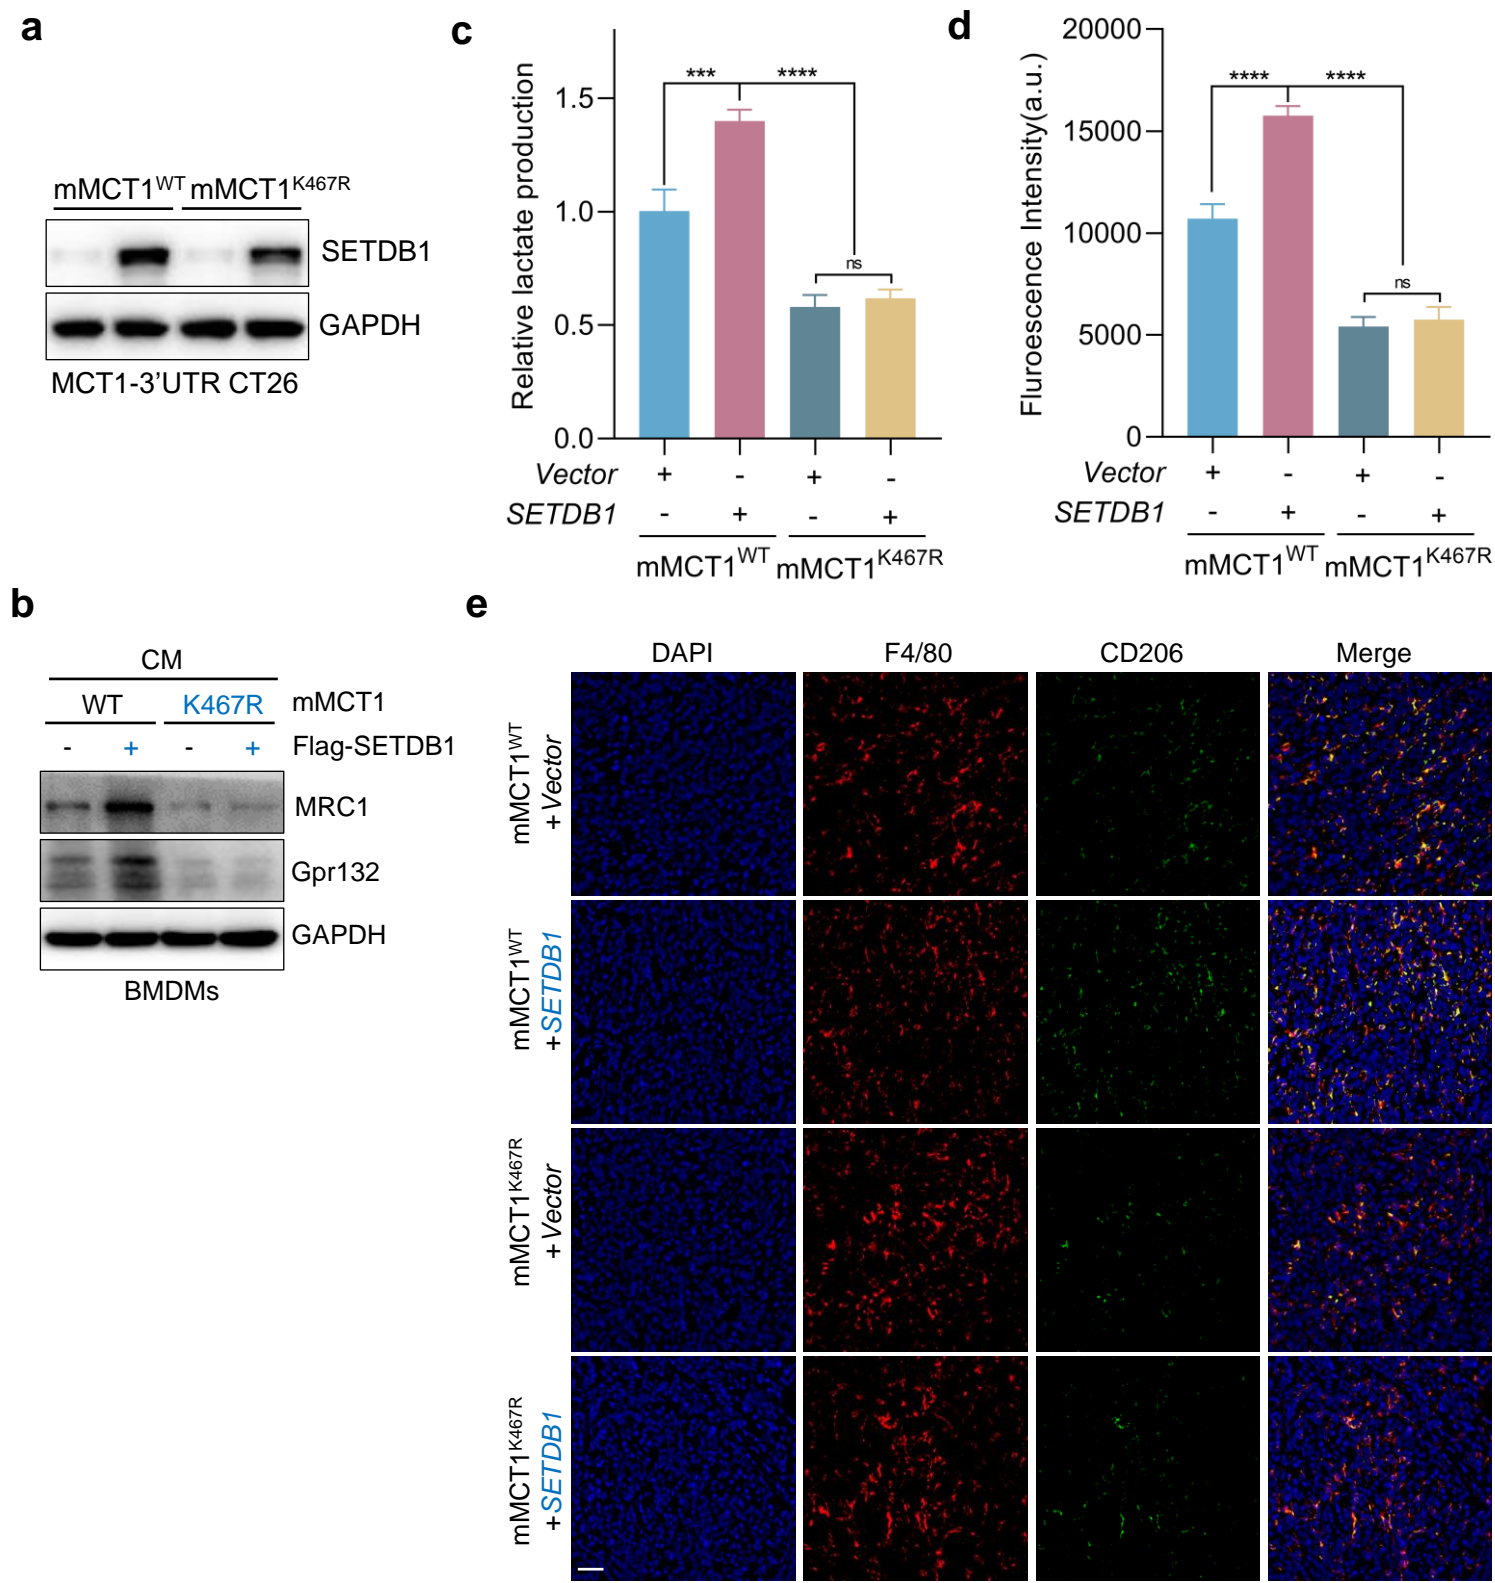 a
mMCT1WT mMCT1K467R
SETDB1
GAPDH
MCT1-3’UTR CT26
c
Relative lactate production
1.5
1.0
0.5
0.0
*** ****
ns
Vector + - + -
SETDB1 - + - +
mMCT1WT mMCT1K467R
d
Fluroescence Intensity(a.u.)
20000
15000
10000
5000
0
**** ****
ns
Vector + - + -
SETDB1 - + - +
mMCT1WT mMCT1K467R
b
CM
WT K467R mMCT1
- + - + Flag-SETDB1
MRC1
Gpr132
GAPDH
BMDMs
e
DAPI F4/80 CD206 Merge
mMCT1WT
+Vector
mMCT1WT
+SETDB1
mMCT1K467R
+Vector
mMCT1K467R
+SETDB1